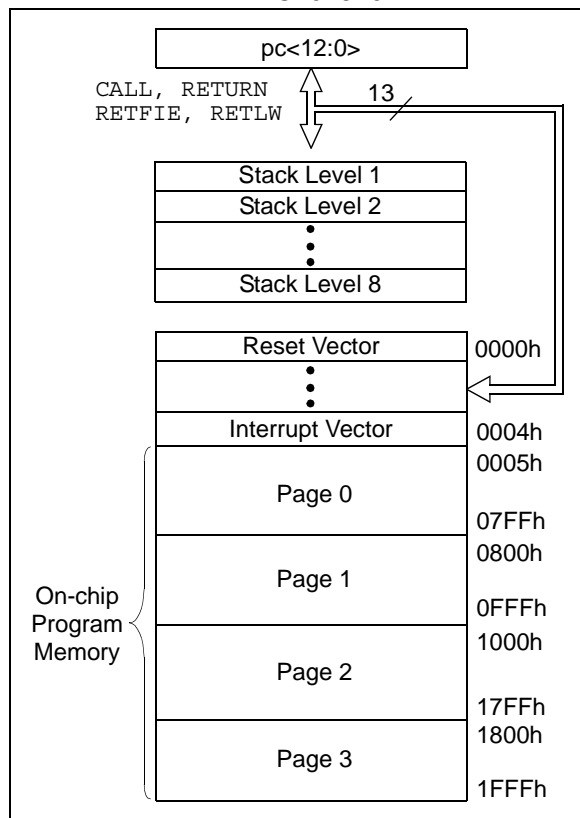 pc<12:0>
CALL, RETURN
RETFIE, RETLW
13
Stack Level 1
Stack Level 2
Stack Level 8
Reset Vector
0000h
Interrupt Vector
0004h
0005h
Page 0
07FFh
0800h
Page 1
0FFFh
On-chip
Program
Memory
1000h
Page 2
17FFh
1800h
Page 3
1FFFh